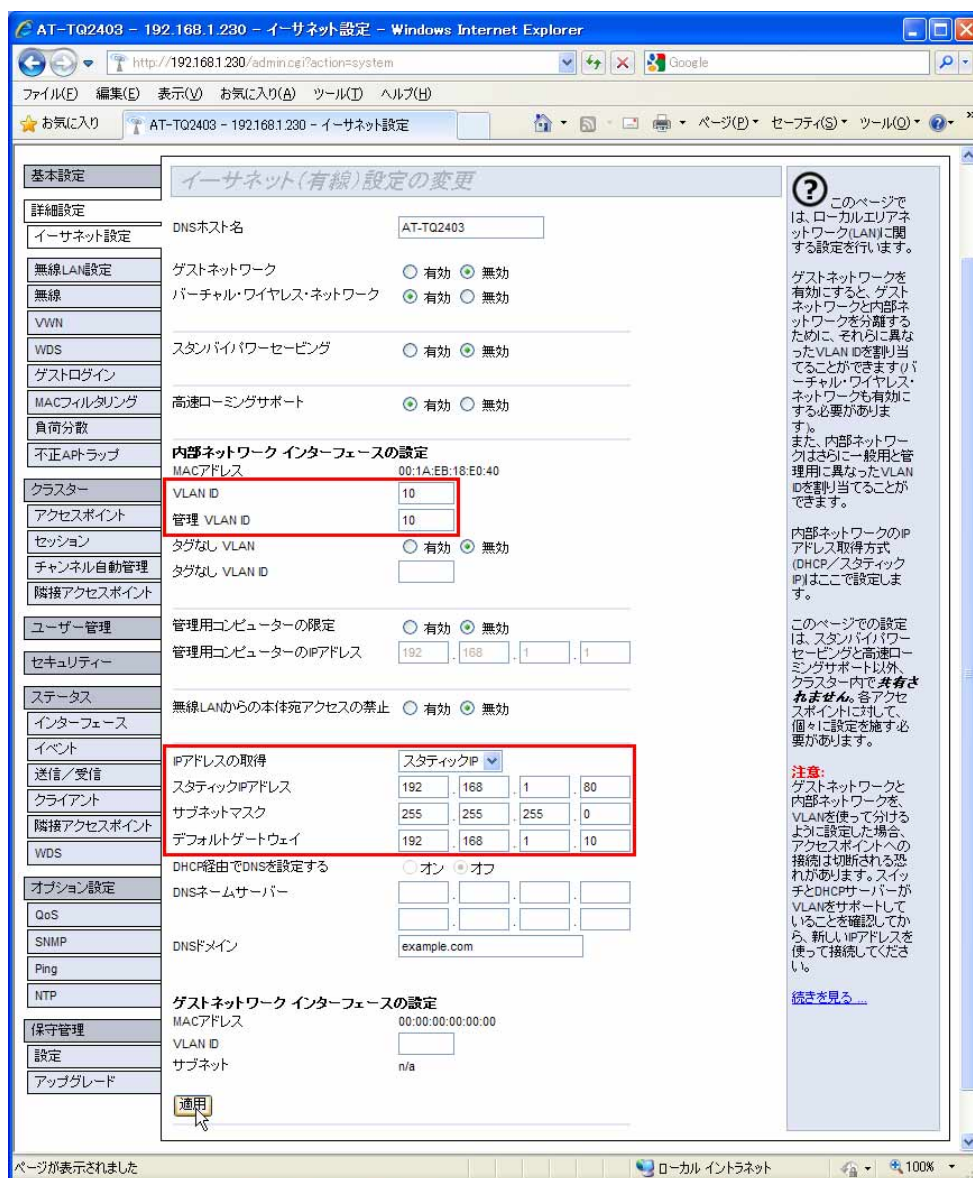 AT-TQ2403 - 192.168.1.230 - イーサネット設定 - Windows Internet Explorer
http://192.168.1.230/admin.cgi?action=system
Google
ファイル(F) 編集(E) 表示(V) お気に入り(A) ツール(T) ヘルプ(H)
お気に入り
AT-TQ2403 - 192.168.1.230 - イーサネット設定
ページ(P) セーフティ(S) ツール(O)
基本設定
詳細設定
イーサネット設定
無線LAN設定
無線
VWN
WDS
ゲストログイン
MACフィルタリング
負荷分散
不正APトラップ
クラスター
アクセスポイント
セッション
チャンネル自動管理
隣接アクセスポイント
ユーザー管理
セキュリティー
ステータス
インターフェース
イベント
送信/受信
クライアント
隣接アクセスポイント
WDS
オプション設定
QoS
SNMP
Ping
NTP
保守管理
設定
アップグレード
イーサネット(有線)設定の変更
DNSホスト名 AT-TQ2403
ゲストネットワーク 有効 無効
バーチャル・ワイヤレス・ネットワーク 有効 無効
スタンバイパワーセービング 有効 無効
高速ローミングサポート 有効 無効
内部ネットワーク インターフェースの設定
MACアドレス 00:1A:EB:18:E0:40
VLAN ID 10
管理 VLAN ID 10
タグなし VLAN 有効 無効
タグなし VLAN ID
管理用コンピューターの限定 有効 無効
管理用コンピューターのIPアドレス 192 . 168 . 1 . 1
無線LANからの本体宛アクセスの禁止 有効 無効
IPアドレスの取得 スタティックIP
スタティックIPアドレス 192 . 168 . 1 . 80
サブネットマスク 255 . 255 . 255 . 0
デフォルトゲートウェイ 192 . 168 . 1 . 10
DHCP経由でDNSを設定する オン オフ
DNSネームサーバー . . .
. . .
DNSドメイン example.com
ゲストネットワーク インターフェースの設定
MACアドレス 00:00:00:00:00:00
VLAN ID
サブネット n/a
適用
このページで
は、ローカルエリアネ
ットワーク(LAN)に関
する設定を行います。
ゲストネットワークを
有効にすると、ゲスト
ネットワークと内部ネ
ットワークを分離する
ために、それらに異な
ったVLAN IDを割り当
てることができます(バ
ーチャル・ワイヤレス・
ネットワークも有効に
する必要がありま
す)。
また、内部ネットワー
クはさらに一般用と管
理用に異なったVLAN
IDを割り当てることが
できます。
内部ネットワークのIP
アドレス取得方式
(DHCP/スタティック
IP)はここで設定しま
す。
このページでの設定
は、スタンバイパワー
セービングと高速ロー
ミングサポート以外、
クラスター内で共有さ
れません。各アクセ
スポイントに対して、
個々に設定を施す必
要があります。
注意:
ゲストネットワークと
内部ネットワークを、
VLANを使って分ける
ように設定した場合、
アクセスポイントへの
接続は切断される恐
れがあります。スイッ
チとDHCPサーバーが
VLANをサポートして
いることを確認してか
ら、新しいIPアドレスを
使って接続してくださ
い。
続きを見る ...
ページが表示されました
ローカル イントラネット
100%